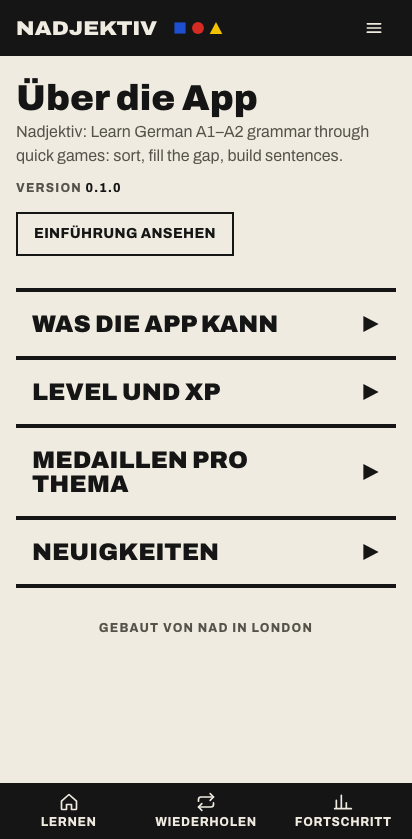 NADJEKTIV
Über die App
Nadjektiv: Learn German A1–A2 grammar through
quick games: sort, fill the gap, build sentences.
VERSION 0.1.0
EINFÜHRUNG ANSEHEN
WAS DIE APP KANN
LEVEL UND XP
MEDAILLEN PRO
THEMA
NEUIGKEITEN
GEBAUT VON NAD IN LONDON
LERNEN
WIEDERHOLEN
FORTSCHRITT